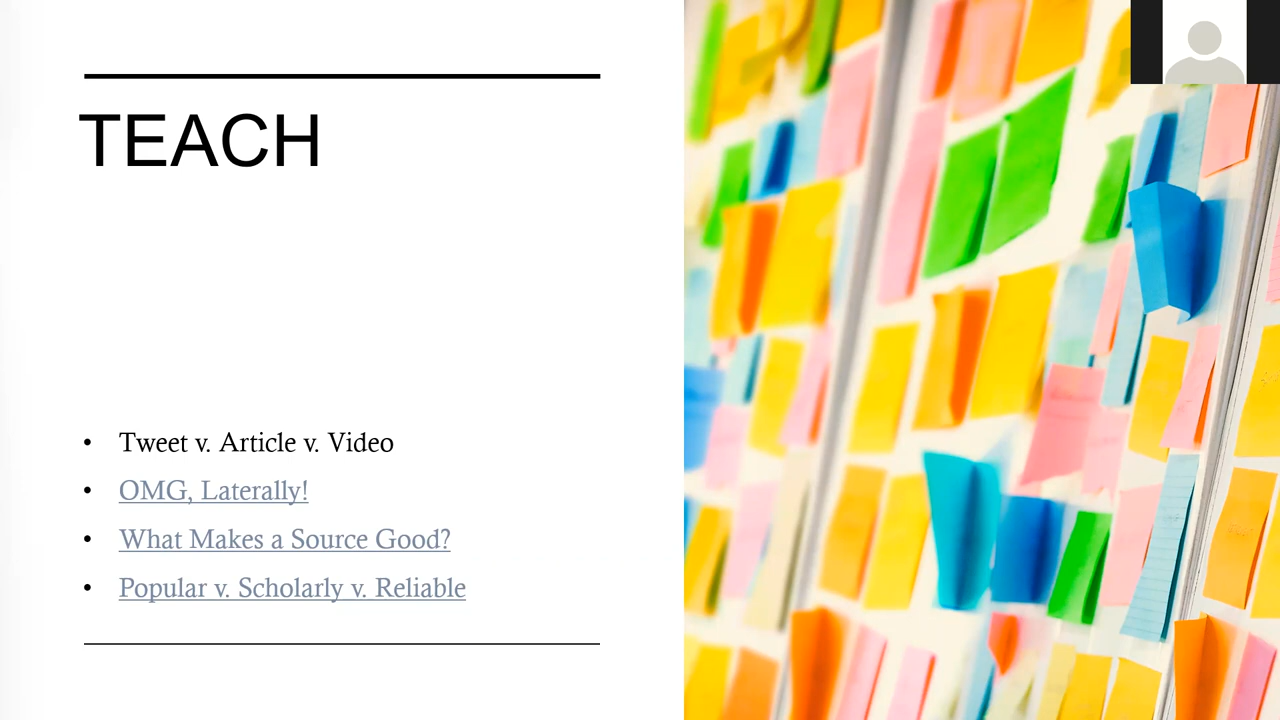 TEACH
• Tweet v. Article v. Video
• OMG, Laterally!
• What Makes a Source Good?
• Popular v. Scholarly v. Reliable